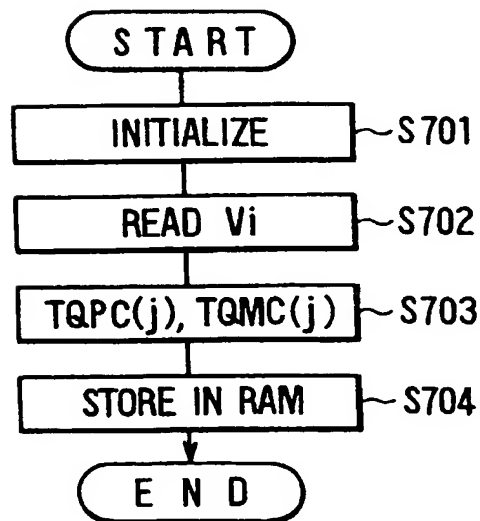 START
INITIALIZE S701
READ Vi S702
TQPC(j), TQMC(j) S703
STORE IN RAM S704
END